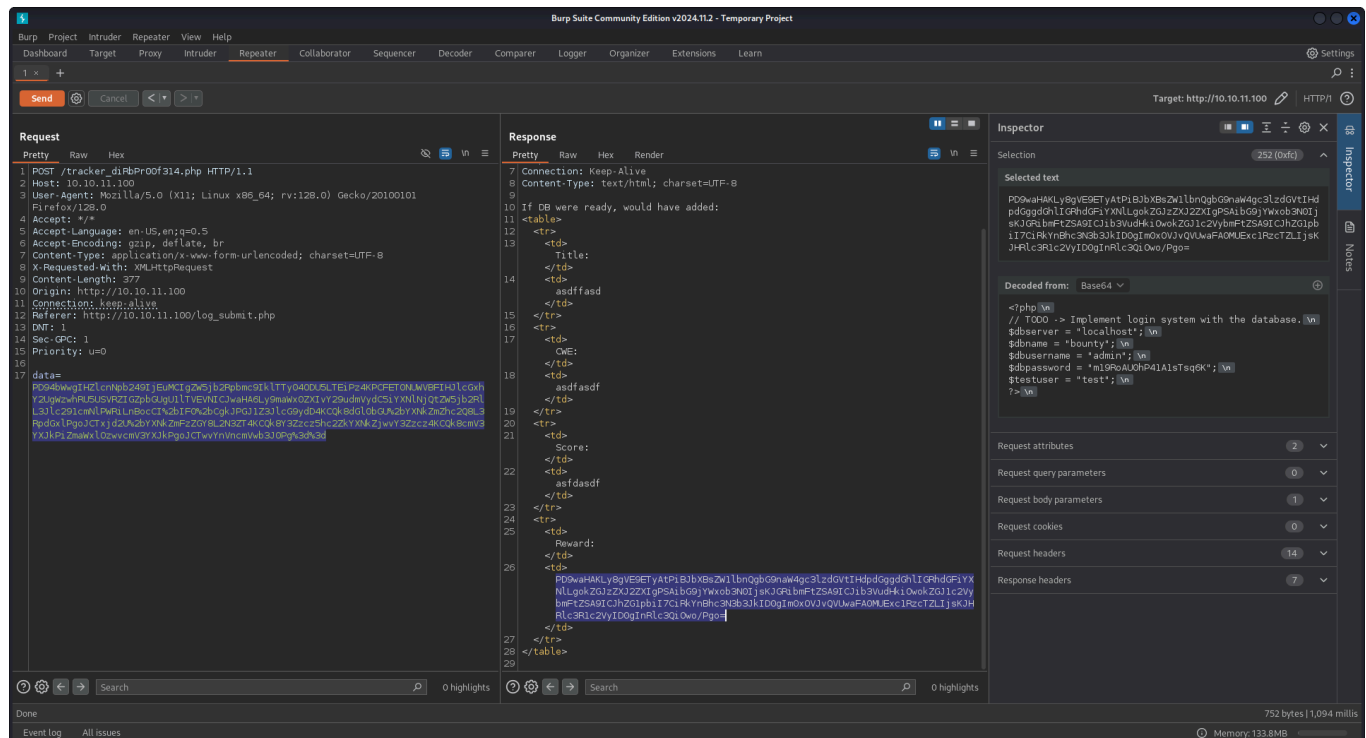 Burp Suite Community Edition v2024.11.2 - Temporary Project
Burp Project Intruder Repeater View Help
Dashboard Target Proxy Intruder Repeater Collaborator Sequencer Decoder Comparer Logger Organizer Extensions Learn Settings
1 × +
Send Cancel < > Target: http://10.10.11.100 HTTP/1
Request
Pretty Raw Hex
1 POST /tracker_diRbPr00f314.php HTTP/1.1
2 Host: 10.10.11.100
3 User-Agent: Mozilla/5.0 (X11; Linux x86_64; rv:128.0) Gecko/20100101
Firefox/128.0
4 Accept: */*
5 Accept-Language: en-US,en;q=0.5
6 Accept-Encoding: gzip, deflate, br
7 Content-Type: application/x-www-form-urlencoded; charset=UTF-8
8 X-Requested-With: XMLHttpRequest
9 Content-Length: 377
10 Origin: http://10.10.11.100
11 Connection: keep-alive
12 Referer: http://10.10.11.100/log_submit.php
13 DNT: 1
14 Sec-GPC: 1
15 Priority: u=0
16
17 data=
Search 0 highlights
Response
Pretty Raw Hex Render
7 Connection: Keep-Alive
8 Content-Type: text/html; charset=UTF-8
9
10 If DB were ready, would have added:
11 <table>
12 <tr>
13 <td>
Title:
</td>
14 <td>
asdffasd
</td>
15 </tr>
16 <tr>
17 <td>
CWE:
</td>
18 <td>
asdfasdf
</td>
19 </tr>
20 <tr>
21 <td>
Score:
</td>
22 <td>
asfdasdf
</td>
23 </tr>
24 <tr>
25 <td>
Reward:
</td>
26 <td>
</td>
27 </tr>
28 </table>
29
Search 0 highlights
Inspector
Selection 252 (0xfc)
Selected text
Decoded from: Base64
<?php \n
// TODO -> Implement login system with the database. \n
$dbserver = "localhost"; \n
$dbname = "bounty"; \n
$dbusername = "admin"; \n
$dbpassword = "m19RoAU0hP41A1sTsq6K"; \n
$testuser = "test"; \n
?> \n
Request attributes 2
Request query parameters 0
Request body parameters 1
Request cookies 0
Request headers 14
Response headers 7
Inspector
Notes
Done 752 bytes | 1,094 millis
Event log All issues Memory: 133.8MB